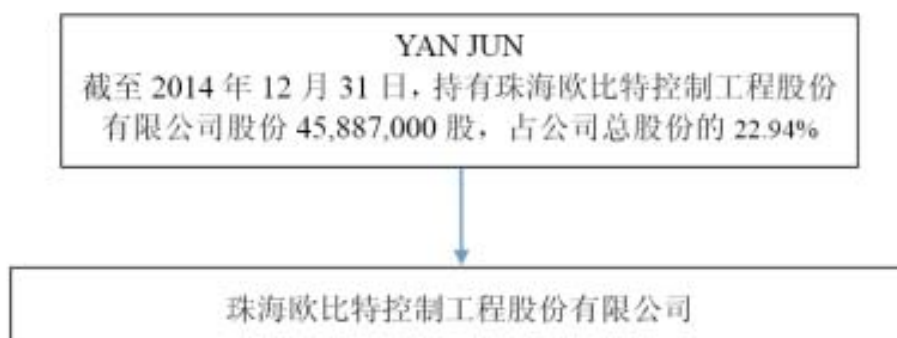 YAN JUN
截至 2014 年 12 月 31 日，持有珠海欧比特控制工程股份
有限公司股份 45,887,000 股，占公司总股份的 22.94%
珠海欧比特控制工程股份有限公司